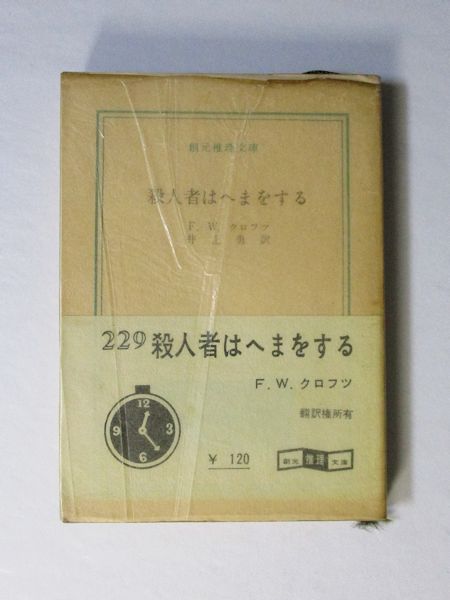 創元推理文庫
殺人者はへまをする
F. W. クロフツ
井上勇訳
229 殺人者はへまをする
F. W. クロフツ
翻訳権所有
12
3
6
9
¥ 120
創元 推理 文庫